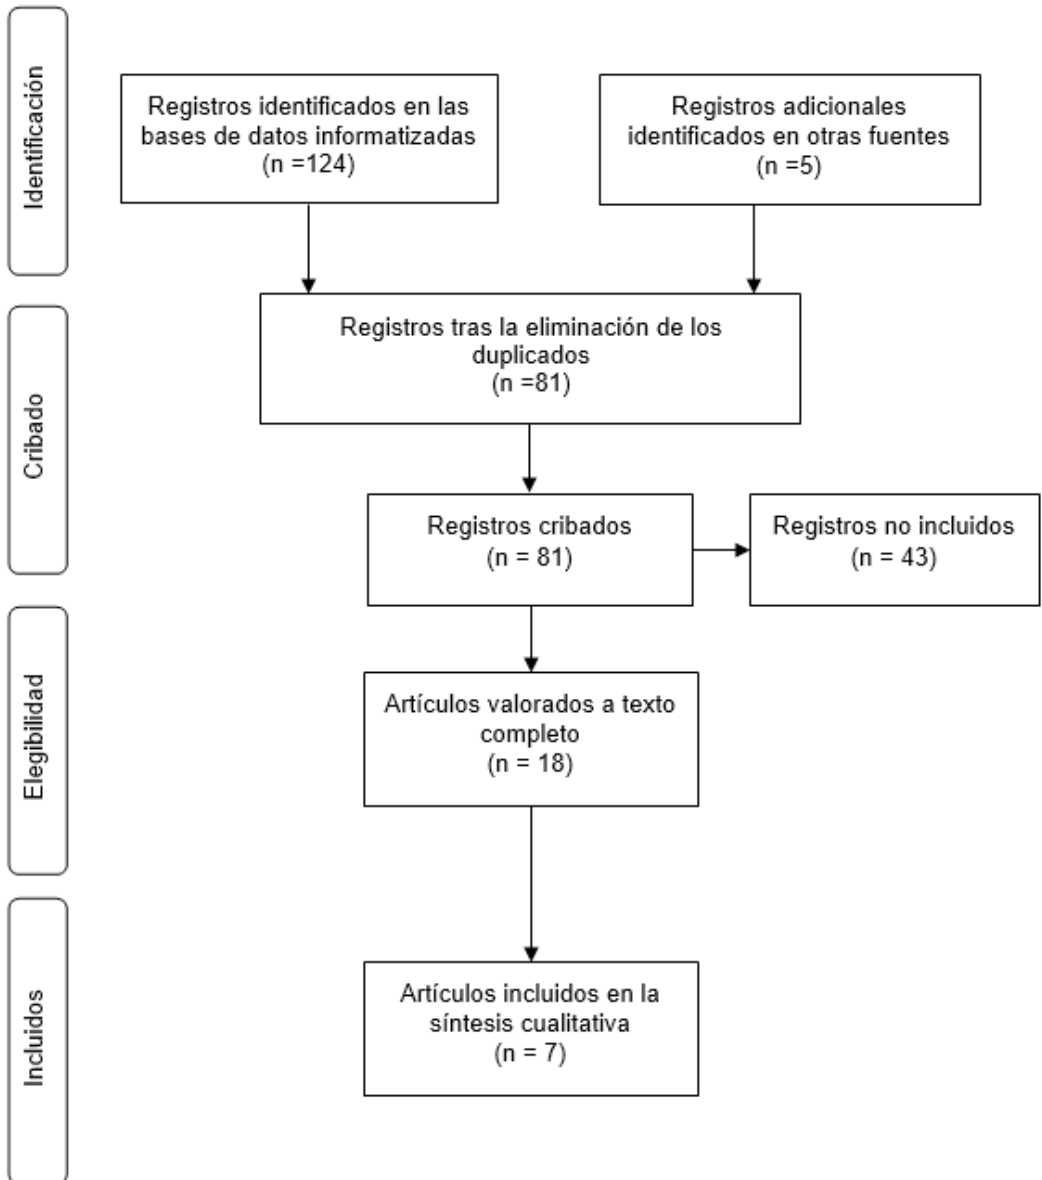 Identificación
Registros identificados en las
bases de datos informatizadas
(n =124)
Registros adicionales
identificados en otras fuentes
(n =5)
Cribado
Registros tras la eliminación de los
duplicados
(n =81)
Registros cribados
(n = 81)
Registros no incluidos
(n = 43)
Elegibilidad
Artículos valorados a texto
completo
(n = 18)
Incluidos
Artículos incluidos en la
síntesis cualitativa
(n = 7)